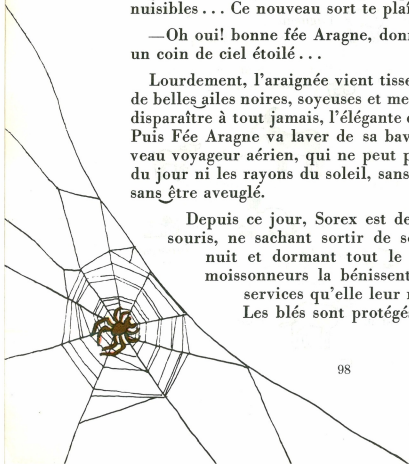 nuisibles... Ce nouveau sort te plaî
—Oh oui! bonne fée Aragne, donn
un coin de ciel étoilé...
Lourdement, l'araignée vient tisse
de belles ailes noires, soyeuses et me
disparaître à tout jamais, l'élégante
Puis Fée Aragne va laver de sa bav
veau voyageur aérien, qui ne peut p
du jour ni les rayons du soleil, sans
sans être aveuglé.
Depuis ce jour, Sorex est de
souris, ne sachant sortir de s
nuit et dormant tout le
moissonneurs la bénissent
services qu'elle leur
Les blés sont protégé
98